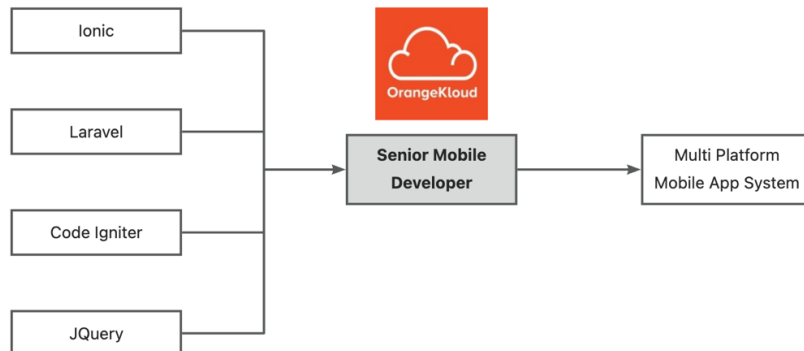 Ionic
OrangeKloud
Laravel
Senior Mobile
Developer
Multi Platform
Mobile App System
Code Igniter
JQuery